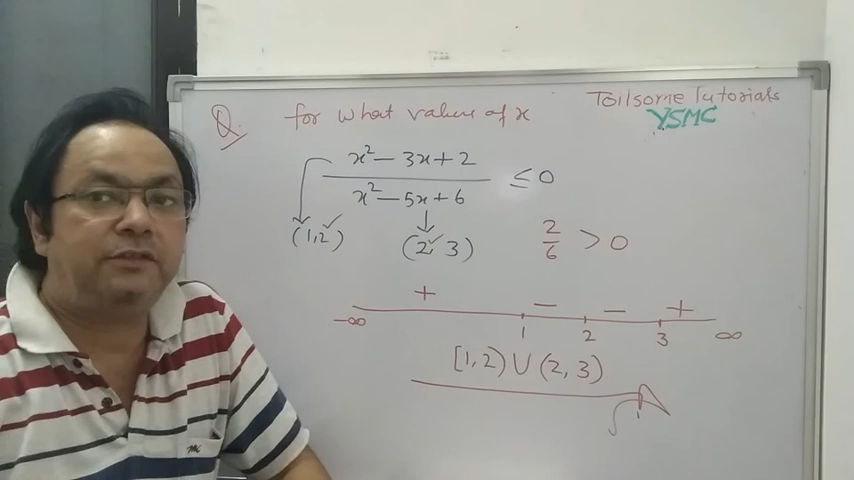 Toilsome Tutorials
YSMC
Q. for what values of x
x² - 3x + 2
≤ 0
x² - 5x + 6
(1, 2) (2, 3) 2/6 > 0
+ - - +
-∞ 1 2 3 ∞
[1, 2) ∪ (2, 3)